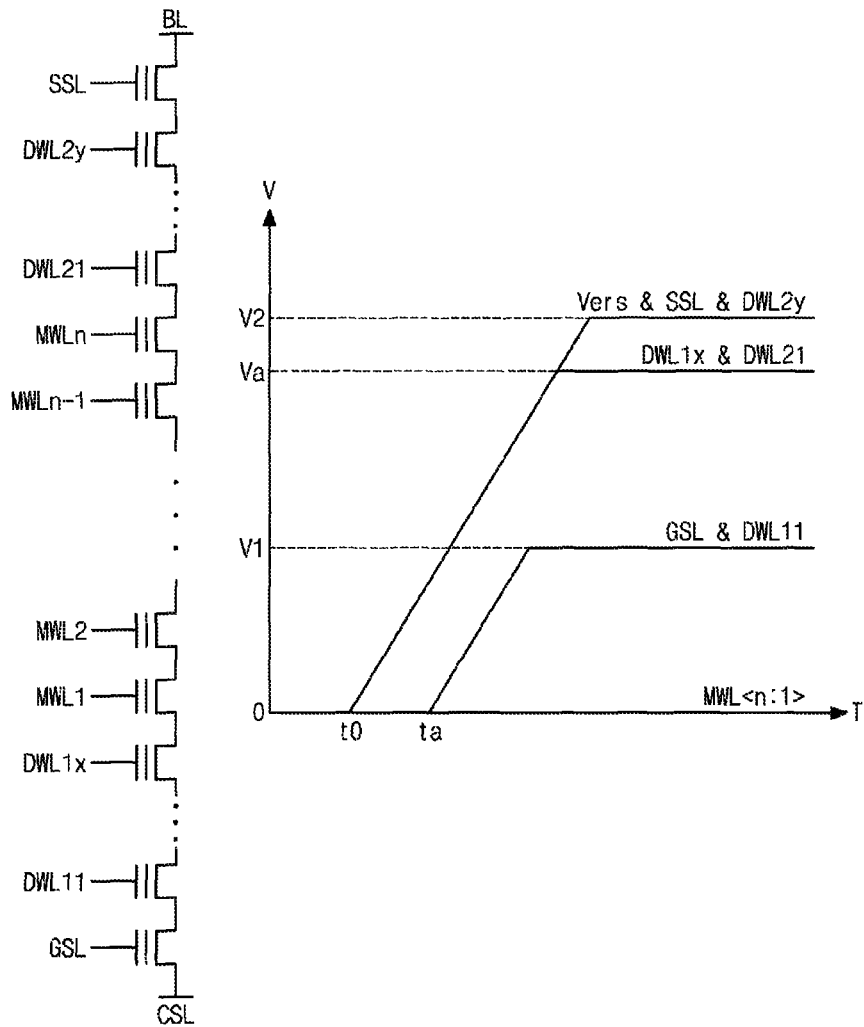 BL
SSL
DWL2y
DWL21
MWLn
MWLn-1
MWL2
MWL1
DWL1x
DWL11
GSL
CSL
V
V2
Vers & SSL & DWL2y
Va
DWL1x & DWL21
V1
GSL & DWL11
0
MWL<n:1>
T
t0
ta